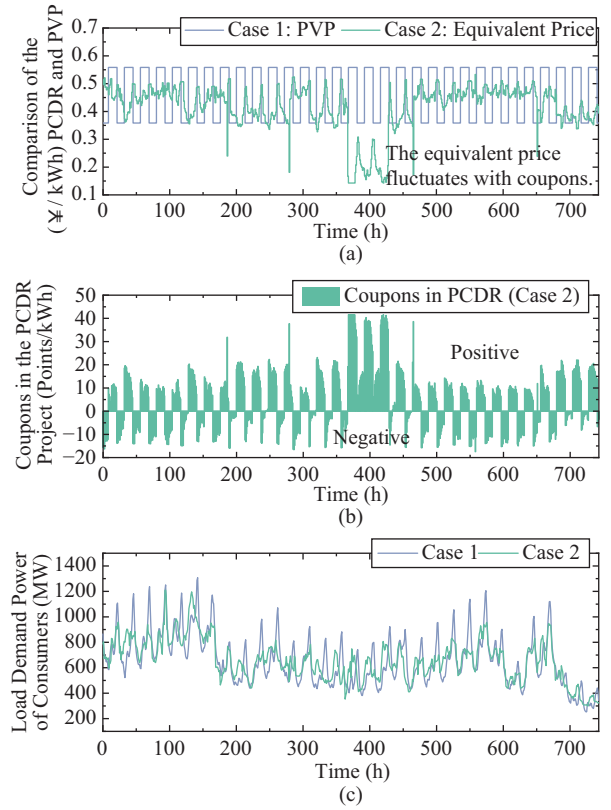 Case 1: PVP Case 2: Equivalent Price
Comparison of the
(¥/ kWh) PCDR and PVP
0.7
0.6
0.5
0.4
0.3
0.2
0.1
The equivalent price
fluctuates with coupons.
0 100 200 300 400 500 600 700
Time (h)
(a)
Coupons in the PCDR
Project (Points/kWh)
50
40
30
20
10
0
−10
−20
Coupons in PCDR (Case 2)
Positive
Negative
0 100 200 300 400 500 600 700
Time (h)
(b)
Case 1 Case 2
Load Demand Power
of Consumers (MW)
1400
1200
1000
800
600
400
200
0 100 200 300 400 500 600 700
Time (h)
(c)